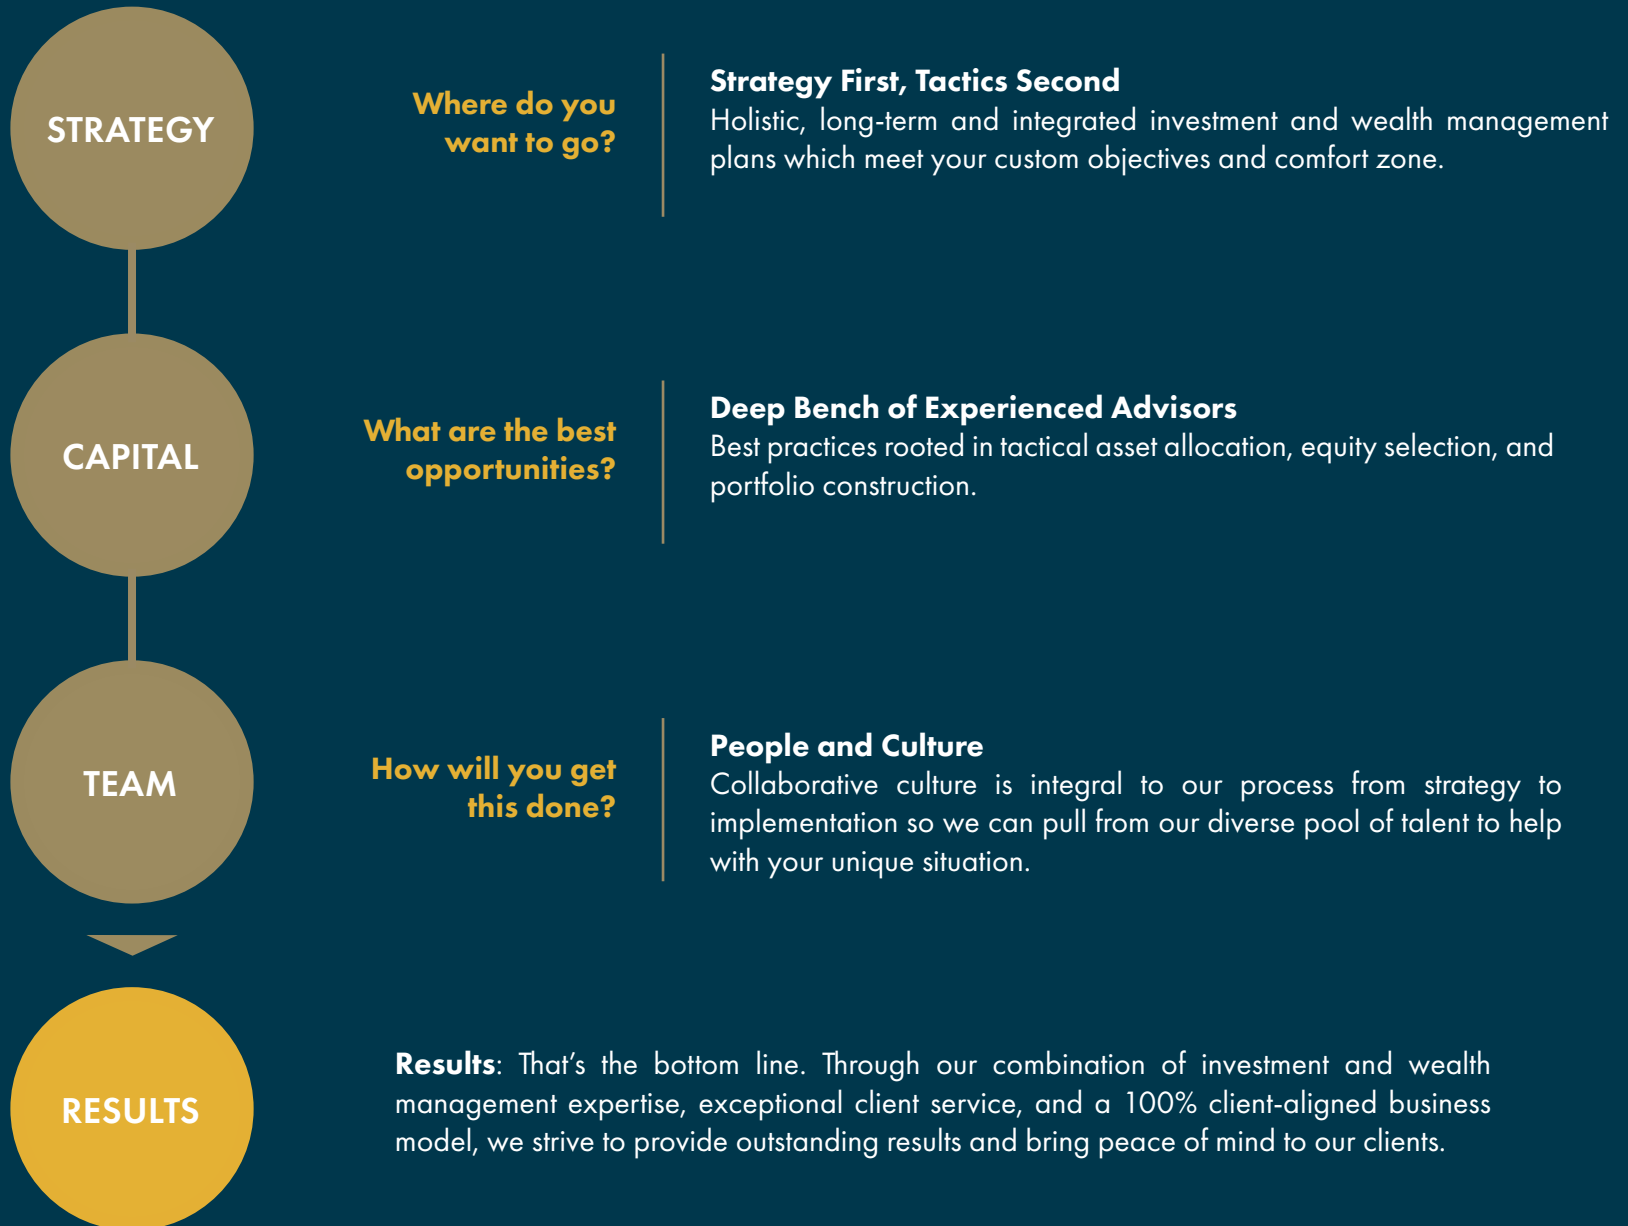 STRATEGY
Where do you
want to go?
Strategy First, Tactics Second
Holistic, long-term and integrated investment and wealth management
plans which meet your custom objectives and comfort zone.
CAPITAL
What are the best
opportunities?
Deep Bench of Experienced Advisors
Best practices rooted in tactical asset allocation, equity selection, and
portfolio construction.
TEAM
How will you get
this done?
People and Culture
Collaborative culture is integral to our process from strategy to
implementation so we can pull from our diverse pool of talent to help
with your unique situation.
RESULTS
Results: That’s the bottom line. Through our combination of investment and wealth
management expertise, exceptional client service, and a 100% client-aligned business
model, we strive to provide outstanding results and bring peace of mind to our clients.